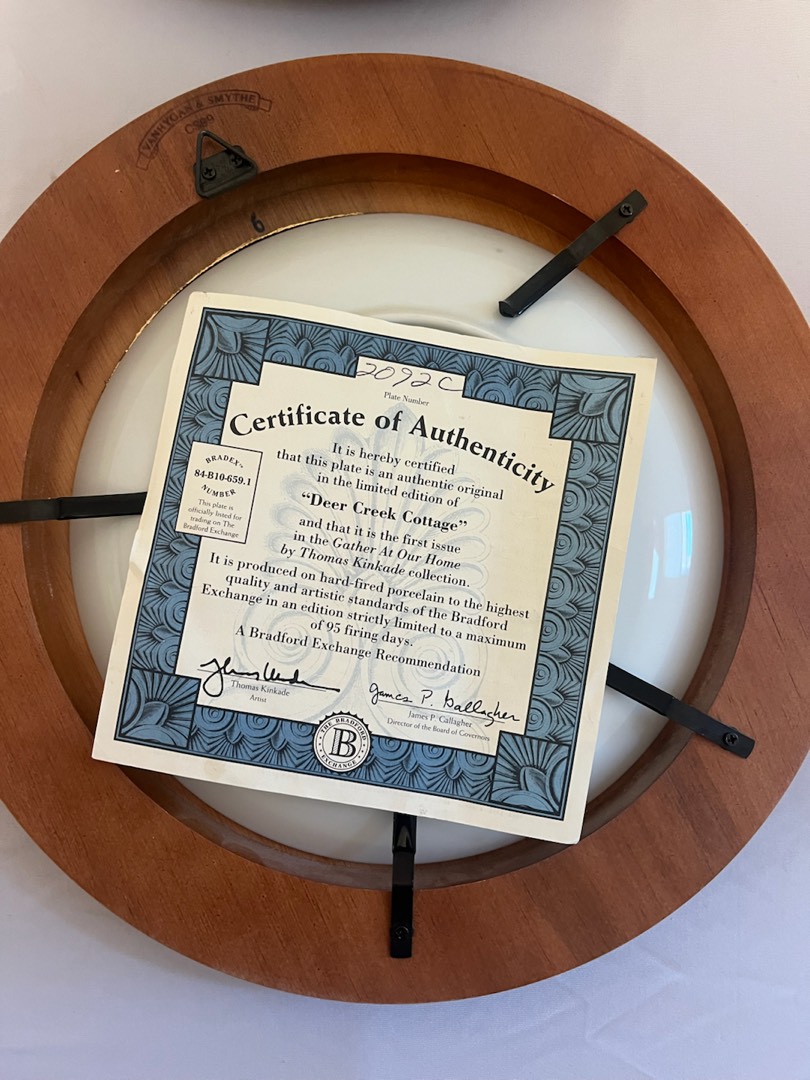 VANHYGAN & SMYTHE
6
2092C
Plate Number
Certificate of Authenticity
BRADEX™
84-B10-659.1
NUMBER
This plate is
officially listed for
trading on The
Bradford Exchange
It is hereby certified
that this plate is an authentic original
in the limited edition of
“Deer Creek Cottage”
and that it is the first issue
in the Gather At Our Home
by Thomas Kinkade collection.
It is produced on hard-fired porcelain to the highest
quality and artistic standards of the Bradford
Exchange in an edition strictly limited to a maximum
of 95 firing days.
A Bradford Exchange Recommendation
Thomas Kinkade
Artist
James P. Gallagher
James P. Gallagher
Director of the Board of Governors
THE BRADFORD
B
EXCHANGE